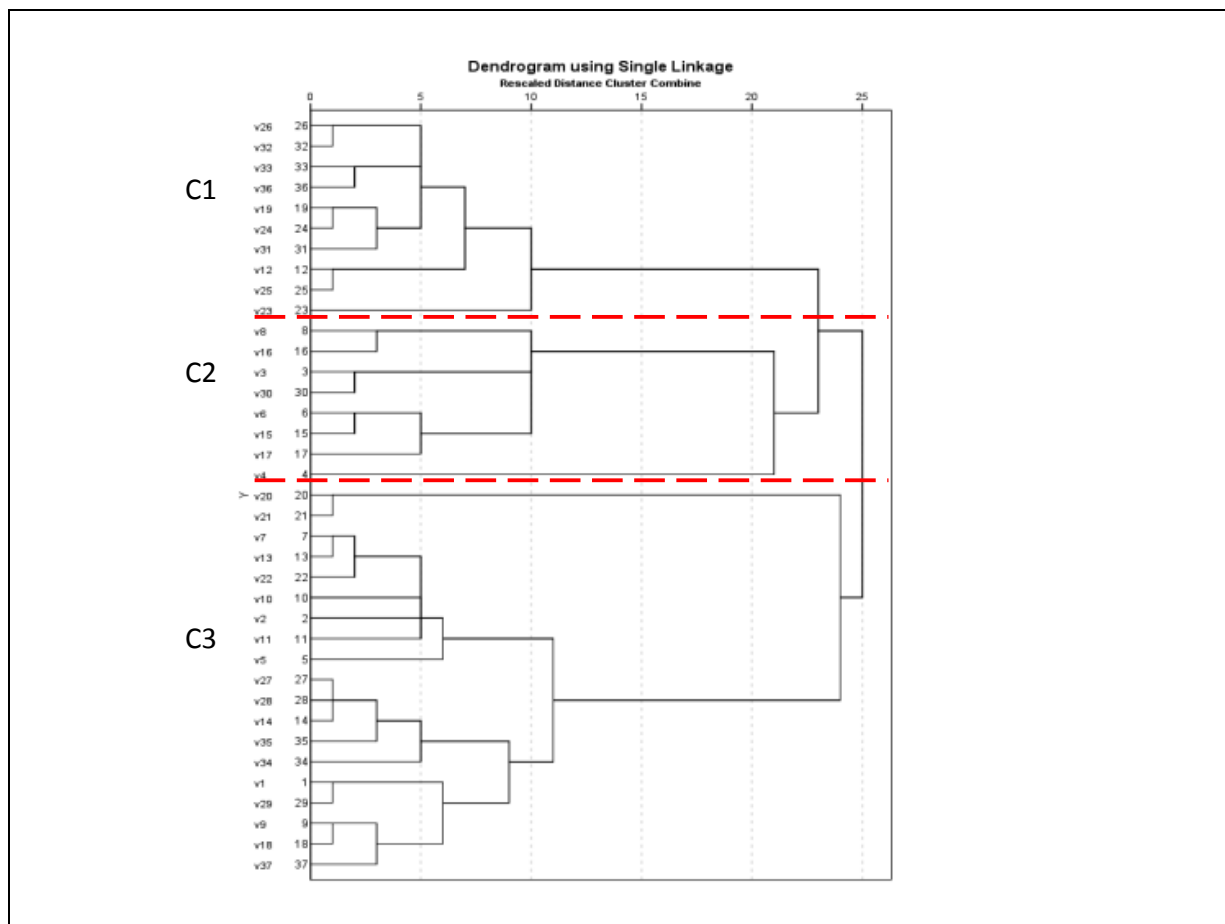 Dendrogram using Single Linkage
Rescaled Distance Cluster Combine
0 5 10 15 20 25
v26 26
v32 32
v33 33
C1
v36 36
v19 19
v24 24
v31 31
v12 12
v25 25
v23 23
v8 8
v16 16
C2
v3 3
v30 30
v6 6
v15 15
v17 17
v4 4
Y
v20 20
v21 21
v7 7
v13 13
v22 22
v10 10
v2 2
C3
v11 11
v5 5
v27 27
v28 28
v14 14
v35 35
v34 34
v1 1
v29 29
v9 9
v18 18
v37 37